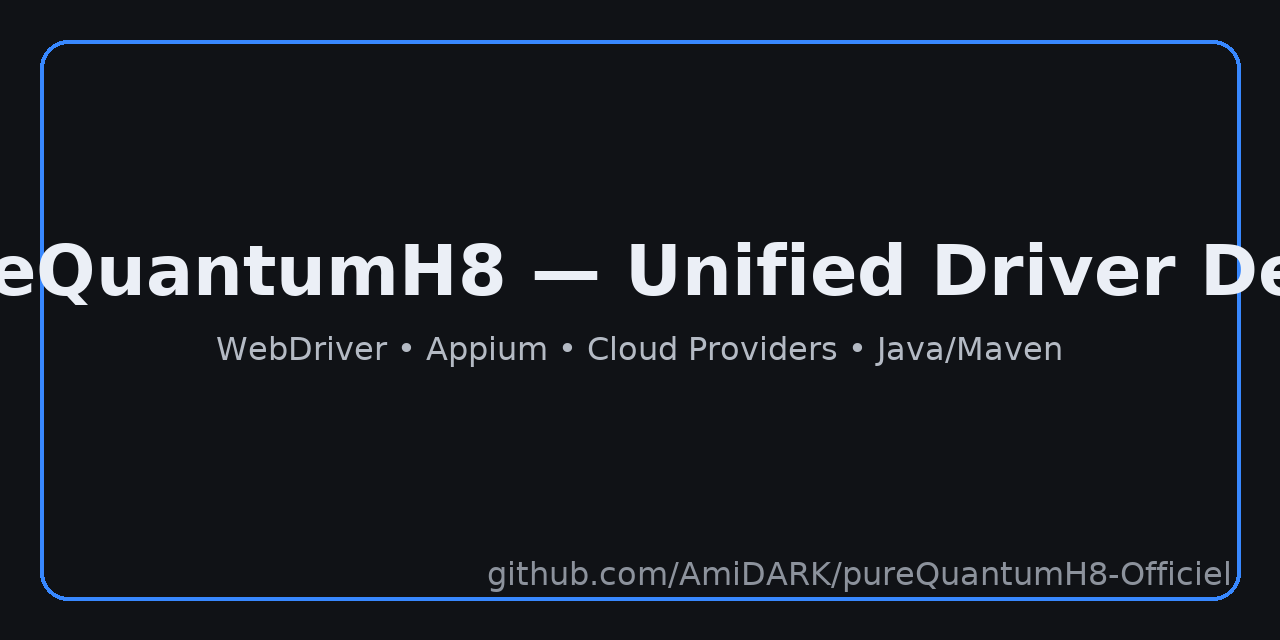 eQuantumH8 — Unified Driver De
WebDriver • Appium • Cloud Providers • Java/Maven
github.com/AmiDARK/pureQuantumH8-Officiel